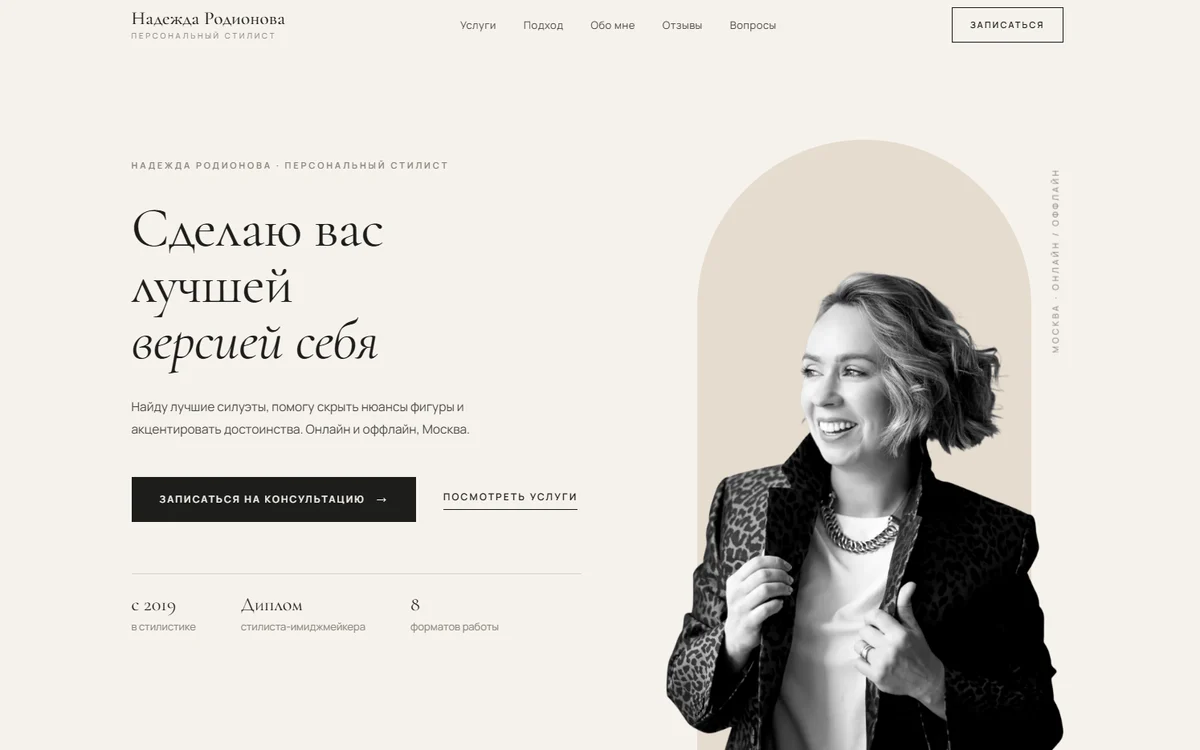 Надежда Родионова
ПЕРСОНАЛЬНЫЙ СТИЛИСТ
Услуги Подход Обо мне Отзывы Вопросы
ЗАПИСАТЬСЯ
НАДЕЖДА РОДИОНОВА · ПЕРСОНАЛЬНЫЙ СТИЛИСТ
Сделаю вас
лучшей
версией себя
Найду лучшие силуэты, помогу скрыть нюансы фигуры и
акцентировать достоинства. Онлайн и оффлайн, Москва.
ЗАПИСАТЬСЯ НА КОНСУЛЬТАЦИЮ →
ПОСМОТРЕТЬ УСЛУГИ
с 2019
в стилистике
Диплом
стилиста-имиджмейкера
8
форматов работы
МОСКВА · ОНЛАЙН / ОФФЛАЙН